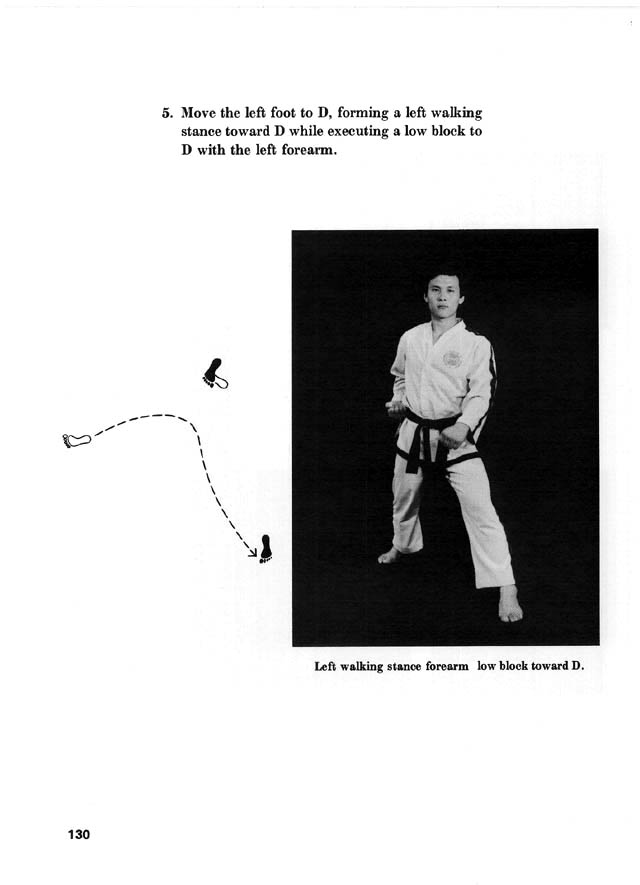 5. Move the left foot to D, forming a left walking
stance toward D while executing a low block to
D with the left forearm.
Left walking stance forearm low block toward D.
130